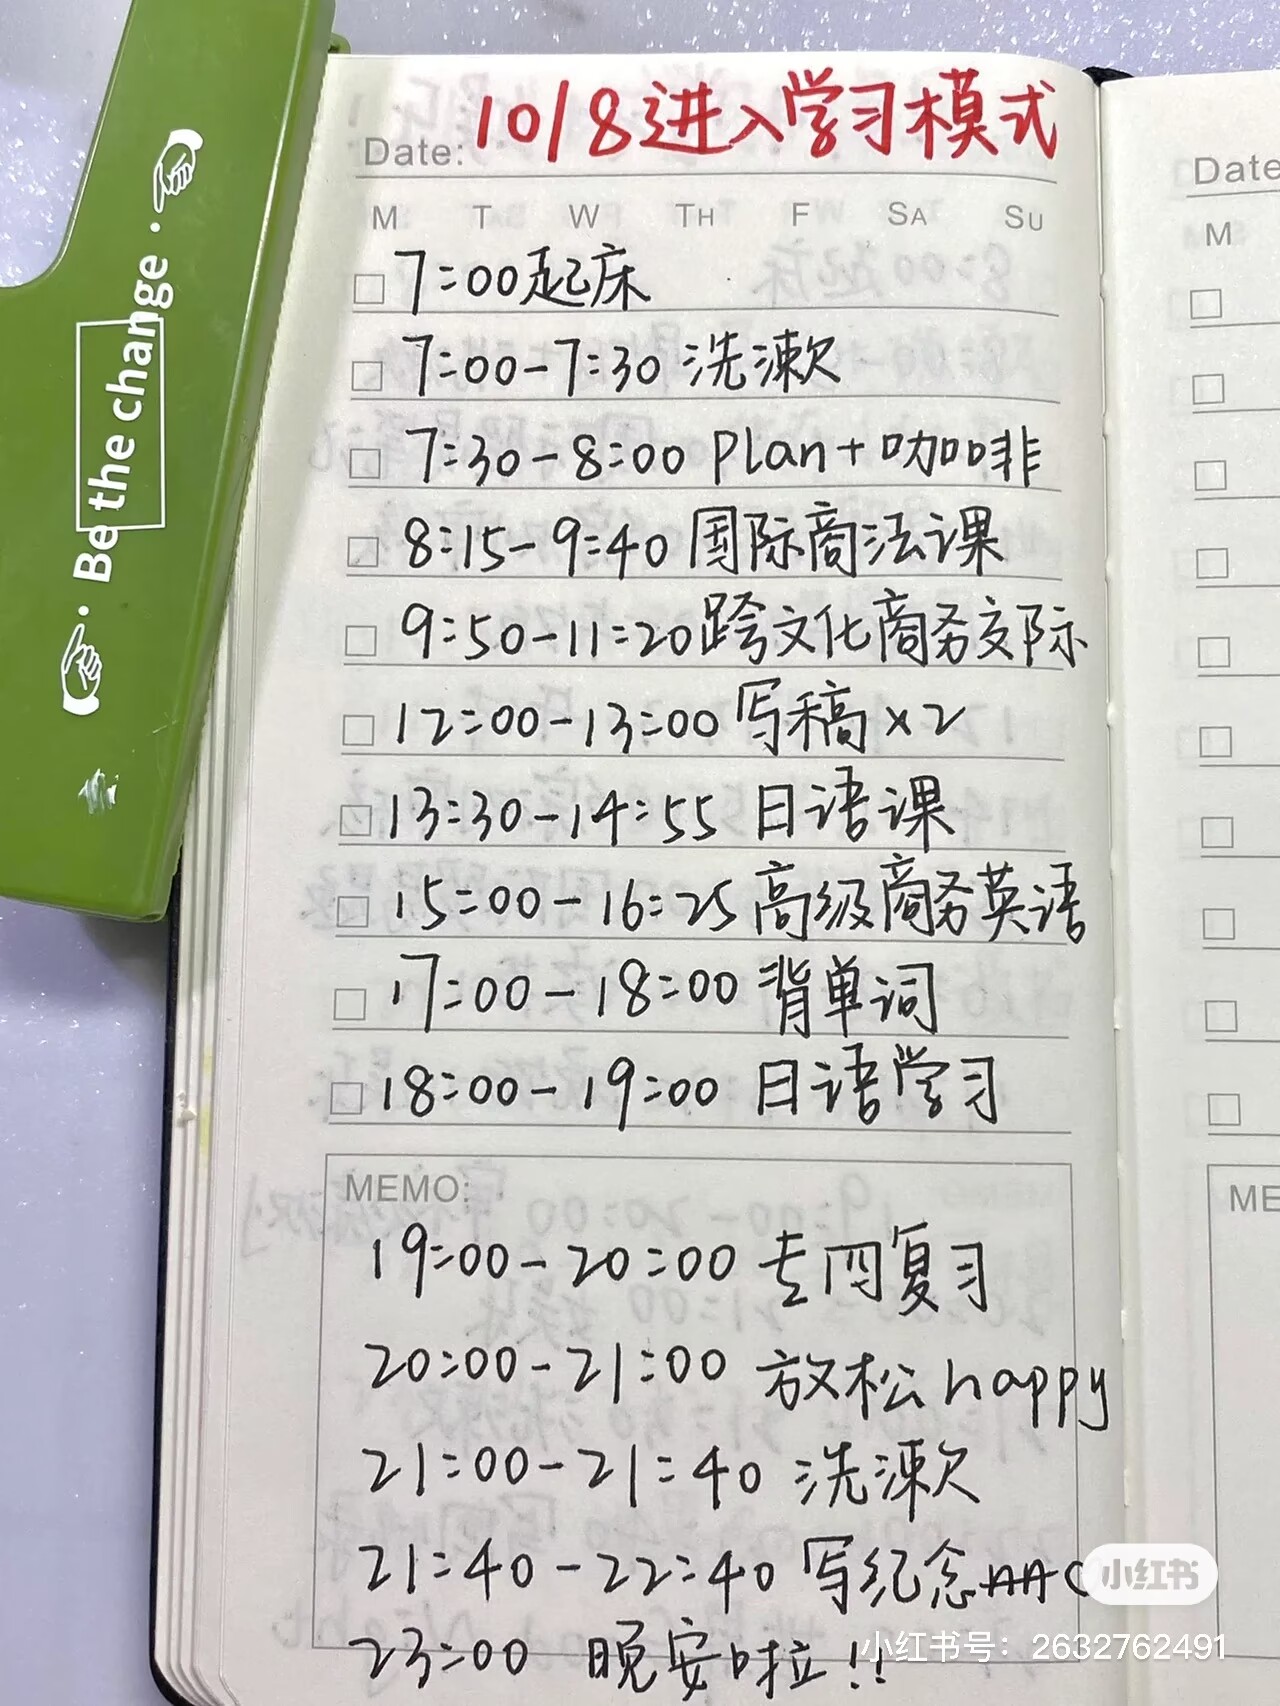 Be the change
Date: 10/8进入学习模式
M T W TH F SA SU
7:00起床
7:00-7:30 洗漱
7:30-8:00 Plan+咖啡
8:15-9:40 国际商法课
9:50-11:20跨文化商务交际
12:00-13:00 写稿×2
13:30-14:55 日语课
15:00-16:25 高级商务英语
17:00-18:00 背单词
18:00-19:00 日语学习
MEMO:
19:00-20:00 专四复习
20:00-21:00 放松happy
21:00-21:40 洗漱
21:40-22:40 写纪念
23:00 晚安啦!!
Date
M
ME
小红书
小红书号：2632762491